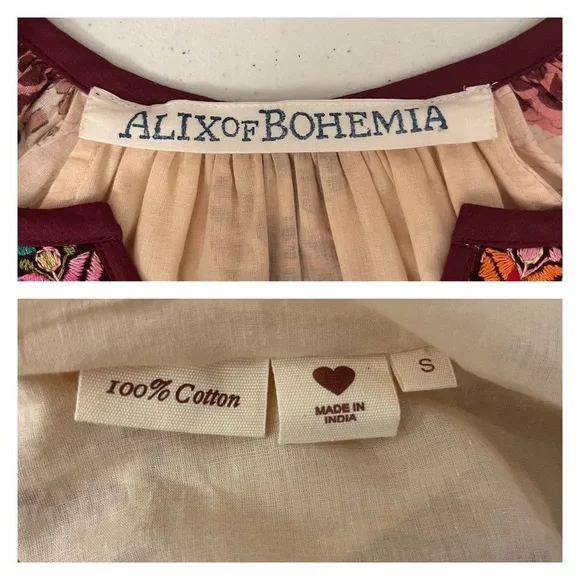 ALIX OF BOHEMIA
100% Cotton
MADE IN
INDIA
S